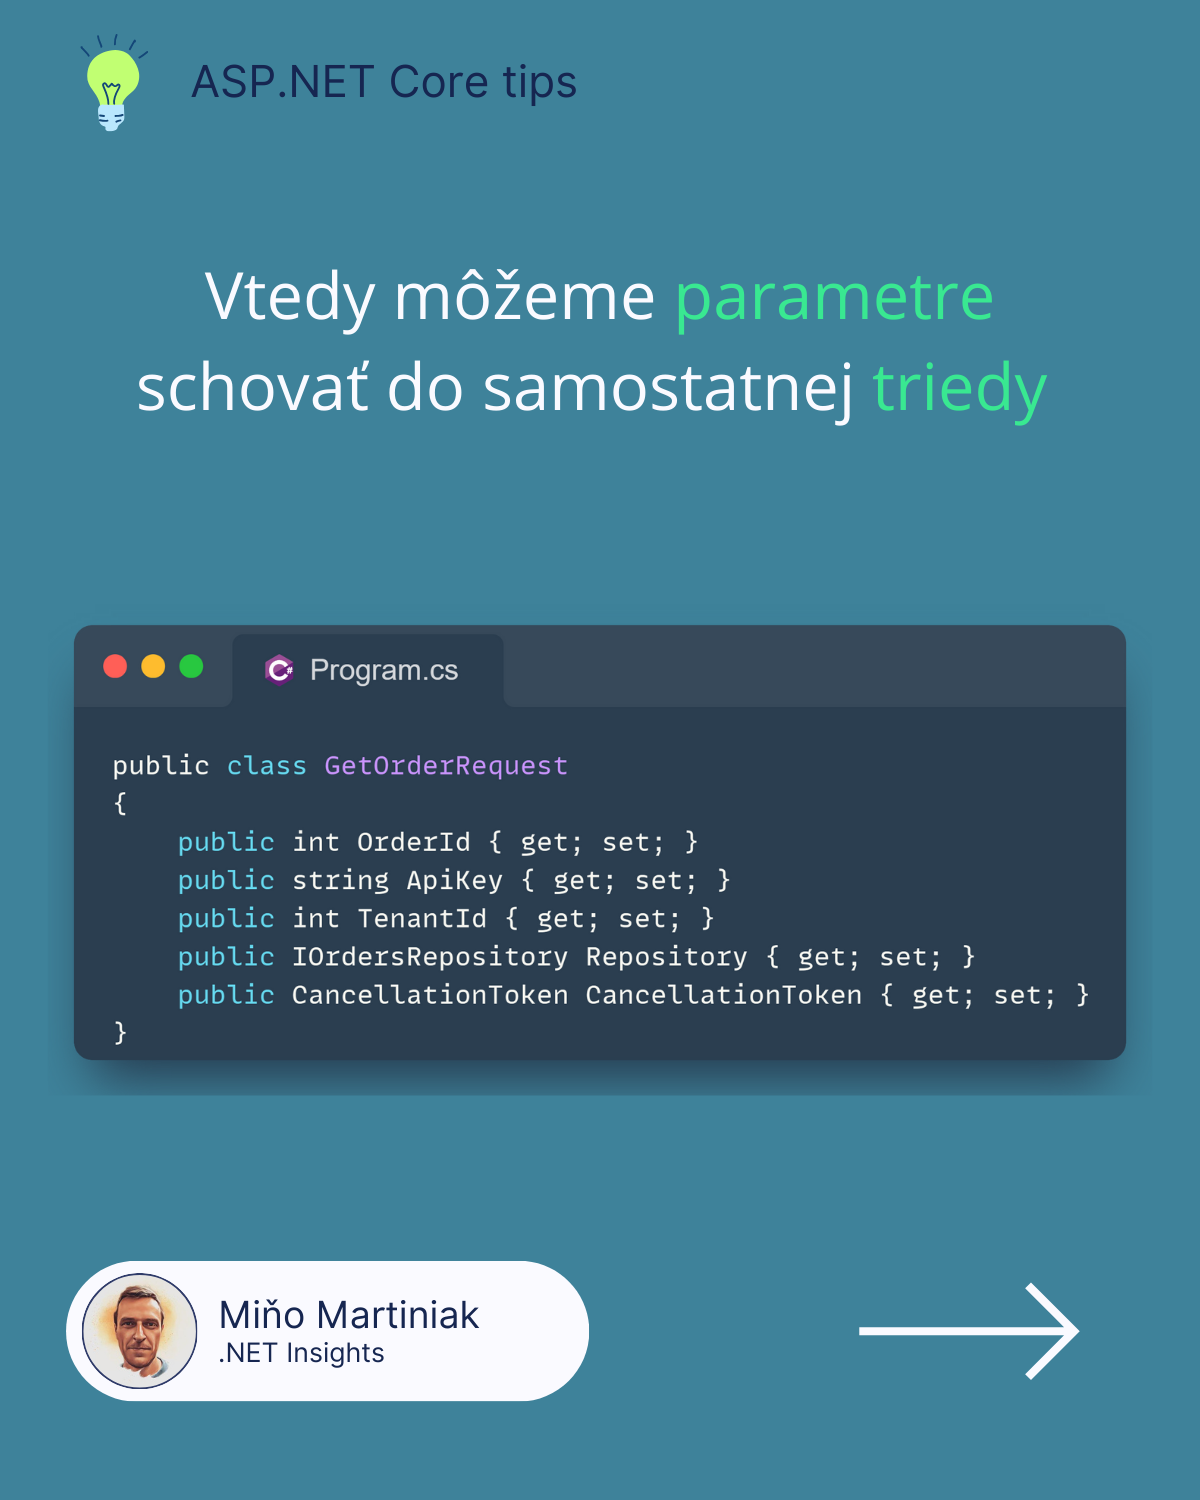 ASP.NET Core tips
Vtedy môžeme parametre
schovať do samostatnej triedy
Program.cs
public class GetOrderRequest
{
    public int OrderId { get; set; }
    public string ApiKey { get; set; }
    public int TenantId { get; set; }
    public IOrdersRepository Repository { get; set; }
    public CancellationToken CancellationToken { get; set; }
}
Miňo Martiniak
.NET Insights